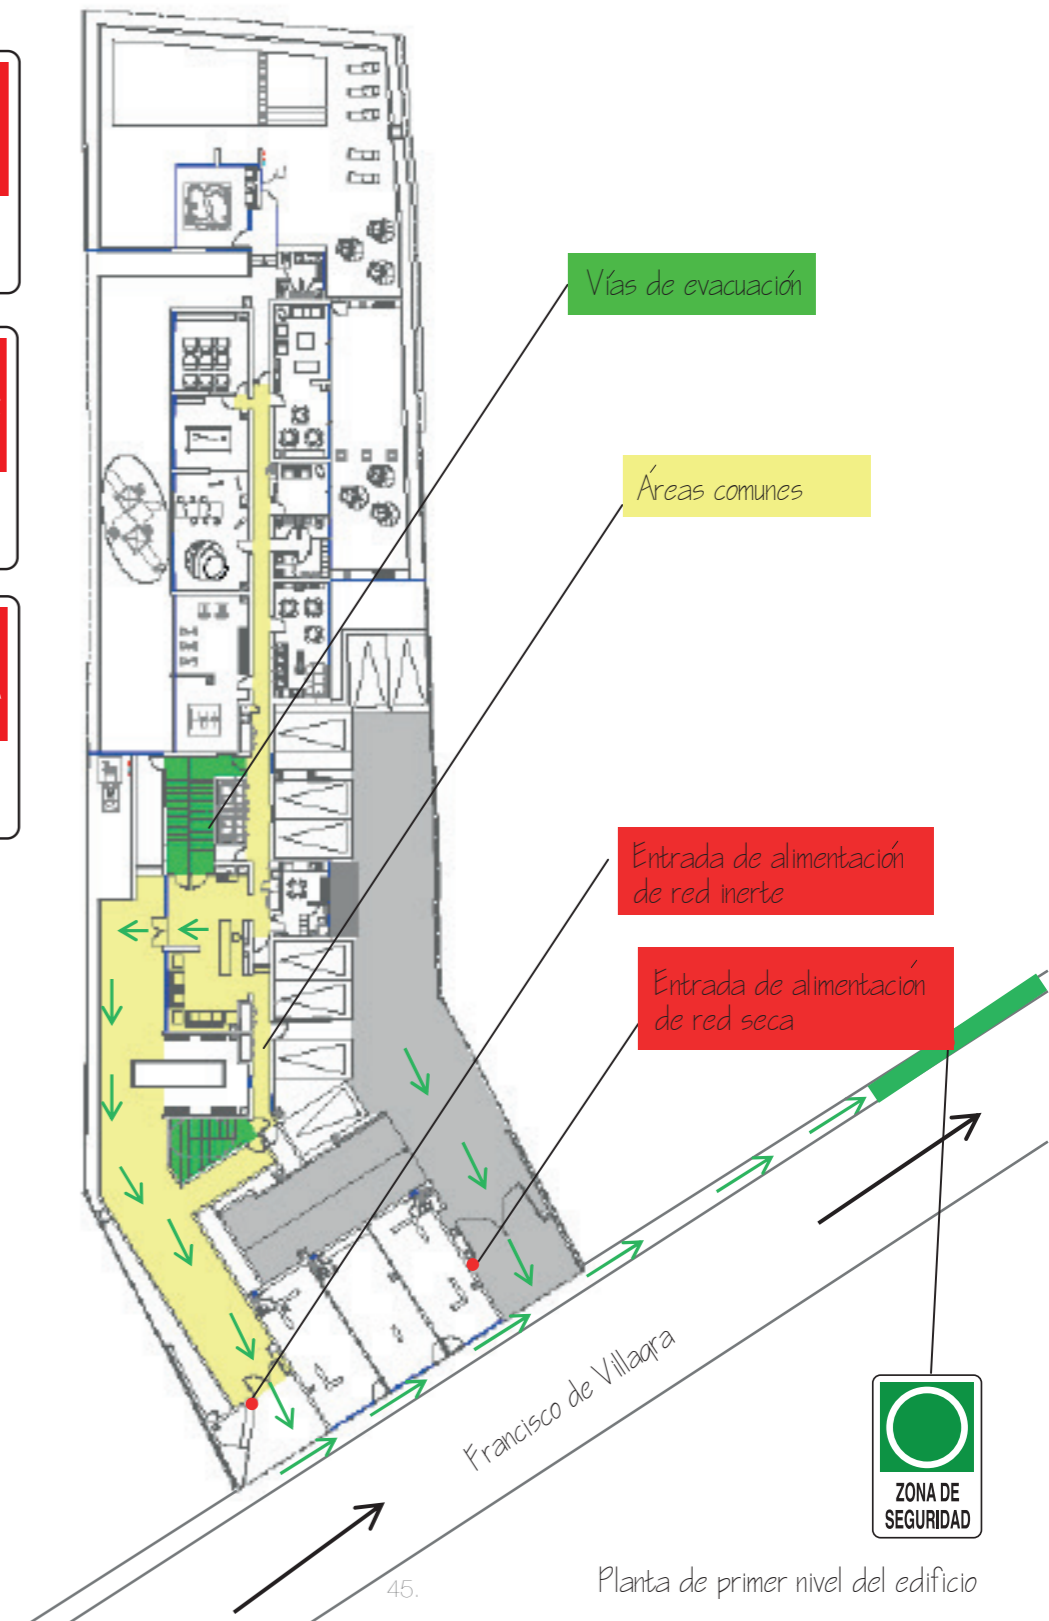 Vías de evacuación
Áreas comunes
Entrada de alimentación
de red inerte
Entrada de alimentación
de red seca
Francisco de Villagra
ZONA DE
SEGURIDAD
45.
Planta de primer nivel del edificio